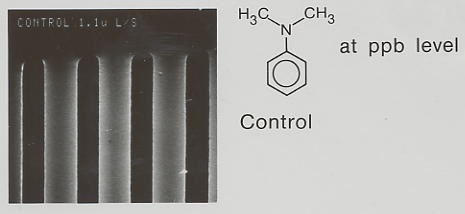 CONTROL 1.1u L/S
H₃C CH₃
N
at ppb level
Control